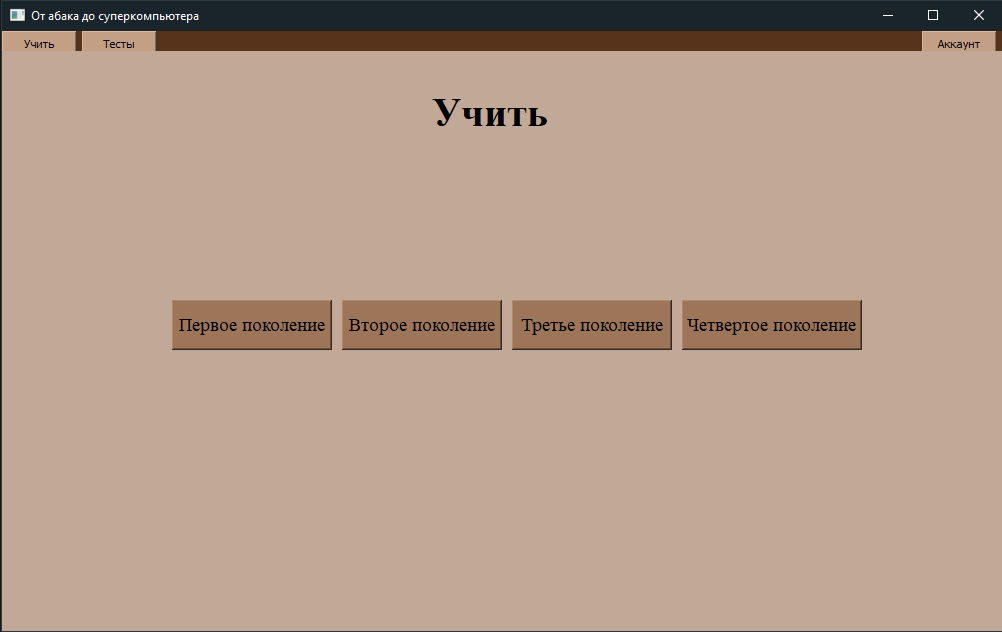 От абака до суперкомпьютера
Учить Тесты Аккаунт
Учить
Первое поколение Второе поколение Третье поколение Четвертое поколение